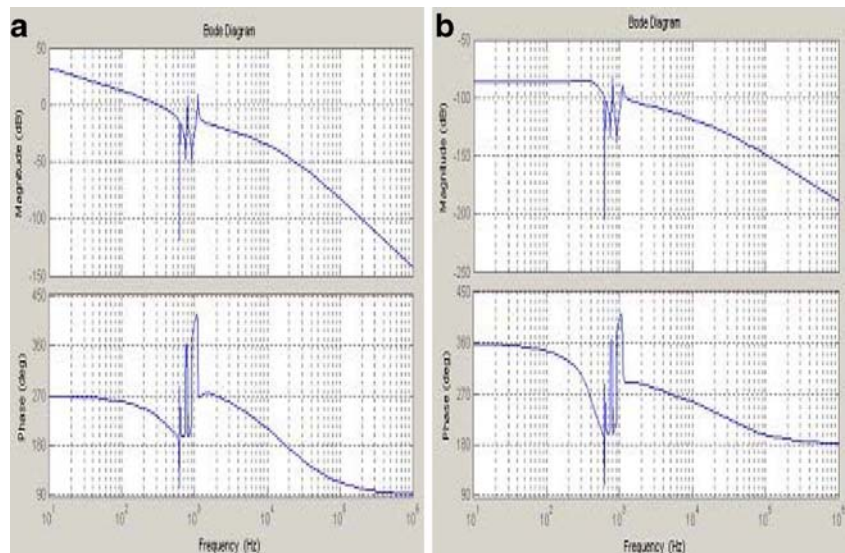 a
Bode Diagram
50
0
-50
-100
-150
Magnitude (dB)
450
360
270
180
90
Phase (deg)
10^1 10^2 10^3 10^4 10^5 10^6
Frequency (Hz)
b
Bode Diagram
-50
-100
-150
-200
-250
Magnitude (dB)
450
360
270
180
90
Phase (deg)
10^1 10^2 10^3 10^4 10^5 10^6
Frequency (Hz)